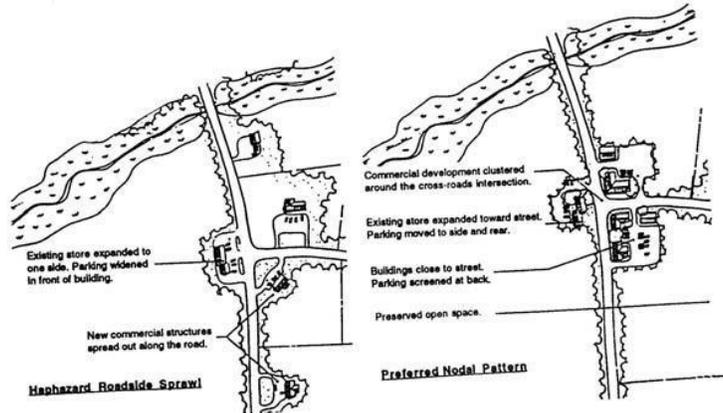 Existing store expanded to
one side. Parking widened
in front of building.
New commercial structures
spread out along the road.
Haphazard Roadside Sprawl
Commercial development clustered
around the cross-roads intersection.
Existing store expanded toward street.
Parking moved to side and rear.
Buildings close to street.
Parking screened at back.
Preserved open space.
Preferred Nodal Pattern